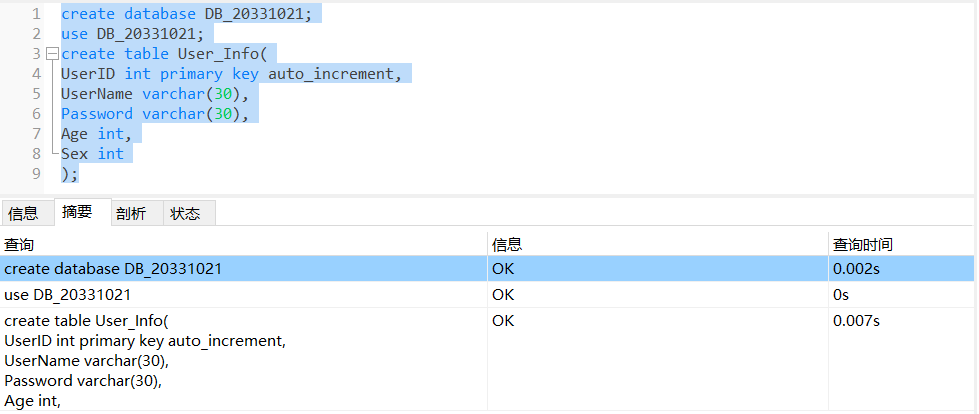 1 create database DB_20331021;
2 use DB_20331021;
3 create table User_Info(
4 UserID int primary key auto_increment,
5 UserName varchar(30),
6 Password varchar(30),
7 Age int,
8 Sex int
9 );
信息 摘要 剖析 状态
查询 信息 查询时间
create database DB_20331021 OK 0.002s
use DB_20331021 OK 0s
create table User_Info( OK 0.007s
UserID int primary key auto_increment,
UserName varchar(30),
Password varchar(30),
Age int,